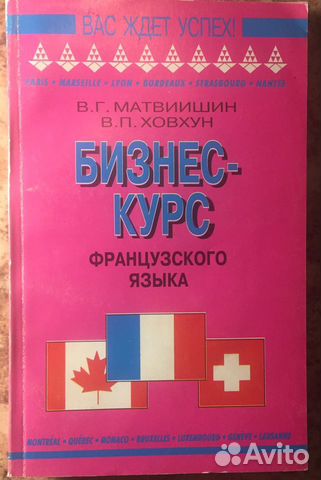 ВАС ЖДЕТ УСПЕХ!
PARIS • MARSEILLE • LYON • BORDEAUX • STRASBOURG • NANTES
В.Г. МАТВИИШИН
В.П. ХОВХУН
БИЗНЕС-
КУРС
ФРАНЦУЗСКОГО
ЯЗЫКА
MONTRÉAL • QUÉBEC • MONACO • BRUXELLES • LUXEMBOURG • GENÈVE • LAUSANNE
Avito